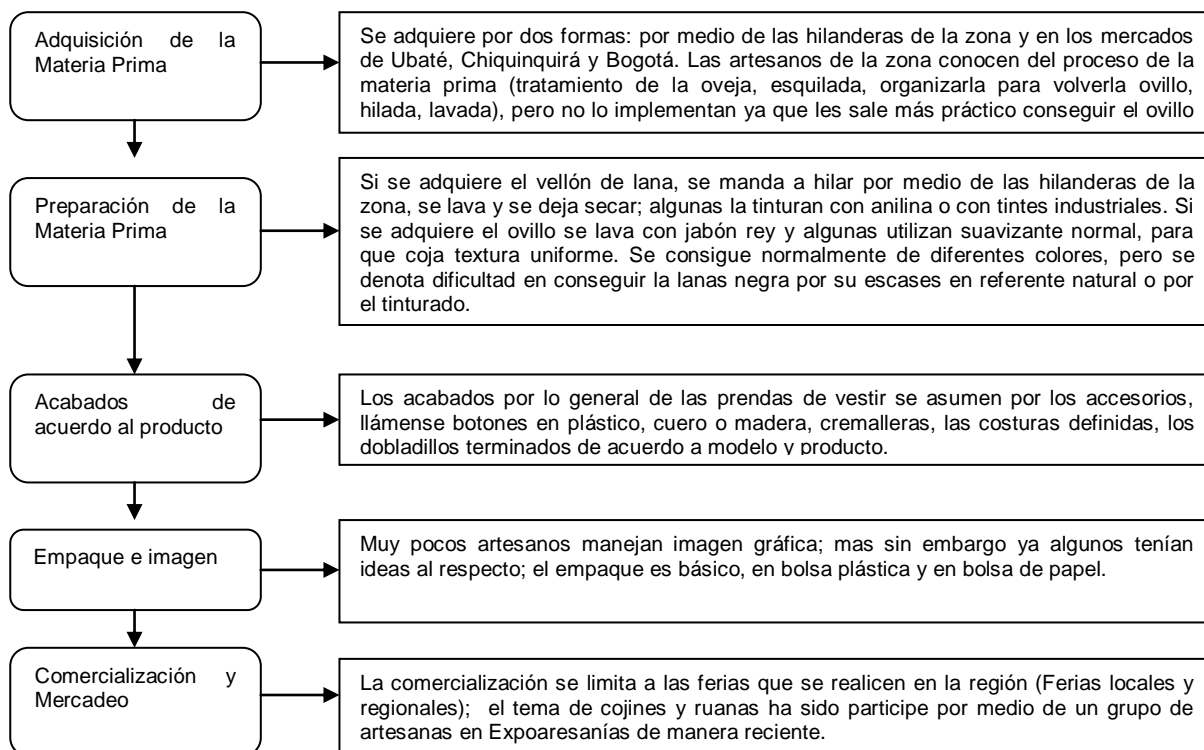 Adquisición de la
Materia Prima
Se adquiere por dos formas: por medio de las hilanderas de la zona y en los mercados
de Ubaté, Chiquinquirá y Bogotá. Las artesanos de la zona conocen del proceso de la
materia prima (tratamiento de la oveja, esquilada, organizarla para volverla ovillo,
hilada, lavada), pero no lo implementan ya que les sale más práctico conseguir el ovillo
Preparación de la
Materia Prima
Si se adquiere el vellón de lana, se manda a hilar por medio de las hilanderas de la
zona, se lava y se deja secar; algunas la tinturan con anilina o con tintes industriales. Si
se adquiere el ovillo se lava con jabón rey y algunas utilizan suavizante normal, para
que coja textura uniforme. Se consigue normalmente de diferentes colores, pero se
denota dificultad en conseguir la lanas negra por su escases en referente natural o por
el tinturado.
Acabados de
acuerdo al producto
Los acabados por lo general de las prendas de vestir se asumen por los accesorios,
llámense botones en plástico, cuero o madera, cremalleras, las costuras definidas, los
dobladillos terminados de acuerdo a modelo y producto.
Empaque e imagen
Muy pocos artesanos manejan imagen gráfica; mas sin embargo ya algunos tenían
ideas al respecto; el empaque es básico, en bolsa plástica y en bolsa de papel.
Comercialización y
Mercadeo
La comercialización se limita a las ferias que se realicen en la región (Ferias locales y
regionales); el tema de cojines y ruanas ha sido participe por medio de un grupo de
artesanas en Expoaresanías de manera reciente.